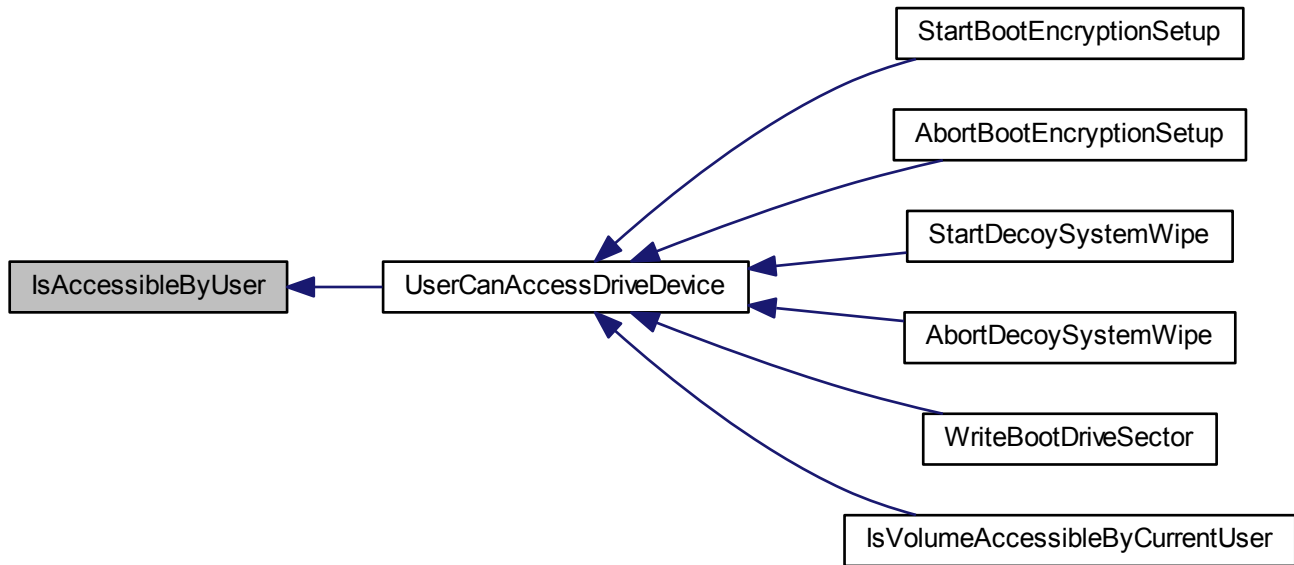 StartBootEncryptionSetup
AbortBootEncryptionSetup
StartDecoySystemWipe
IsAccessibleByUser
UserCanAccessDriveDevice
AbortDecoySystemWipe
WriteBootDriveSector
IsVolumeAccessibleByCurrentUser